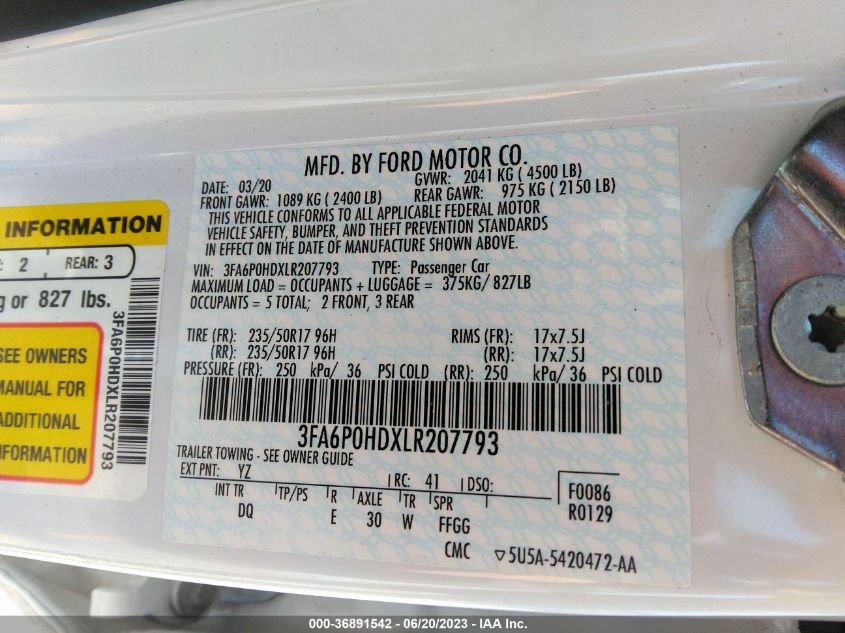 INFORMATION
: 2 REAR: 3
g or 827 lbs.
SEE OWNERS
MANUAL FOR
ADDITIONAL
INFORMATION
3FA6P0HDXLR207793
MFD. BY FORD MOTOR CO.
DATE: 03/20 GVWR: 2041 KG ( 4500 LB)
FRONT GAWR: 1089 KG ( 2400 LB) REAR GAWR: 975 KG ( 2150 LB)
THIS VEHICLE CONFORMS TO ALL APPLICABLE FEDERAL MOTOR
VEHICLE SAFETY, BUMPER, AND THEFT PREVENTION STANDARDS
IN EFFECT ON THE DATE OF MANUFACTURE SHOWN ABOVE.
VIN: 3FA6P0HDXLR207793 TYPE: Passenger Car
MAXIMUM LOAD = OCCUPANTS + LUGGAGE = 375KG/ 827LB
OCCUPANTS = 5 TOTAL; 2 FRONT, 3 REAR
TIRE (FR): 235/50R17 96H RIMS (FR): 17x7.5J
(RR): 235/50R17 96H (RR): 17x7.5J
PRESSURE (FR): 250 kPa/ 36 PSI COLD (RR): 250 kPa/ 36 PSI COLD
3FA6P0HDXLR207793
TRAILER TOWING - SEE OWNER GUIDE
EXT PNT: YZ RC: 41 DSO:
INT TR TP/PS R AXLE TR SPR
DQ E 30 W FFGG
F0086
R0129
CMC ▽5U5A-5420472-AA
000-36891542 - 06/20/2023 - IAA Inc.